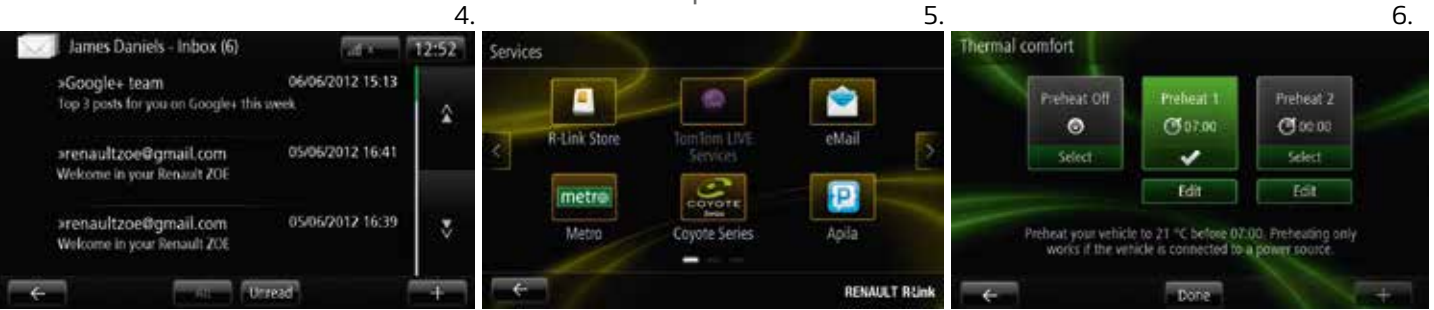 4.
5.
6.
James Daniels - Inbox (6)
12:52
>Google+ team 06/06/2012 15:13
Top 3 posts for you on Google+ this week
>renaultzoe@gmail.com 05/06/2012 16:41
Welcome in your Renault ZOE
>renaultzoe@gmail.com 05/06/2012 16:39
Welcome in your Renault ZOE
All Unread +
Services
R-Link Store
TomTom LIVE
Services
eMail
metro
COYOTE
Series
P
Metro
Coyote Series
Apila
RENAULT R-Link
Thermal comfort
Preheat Off
Select
Preheat 1
07:00
Edit
Preheat 2
00:00
Select
Edit
Preheat your vehicle to 21 °C before 07:00. Preheating only
works if the vehicle is connected to a power source.
Done +